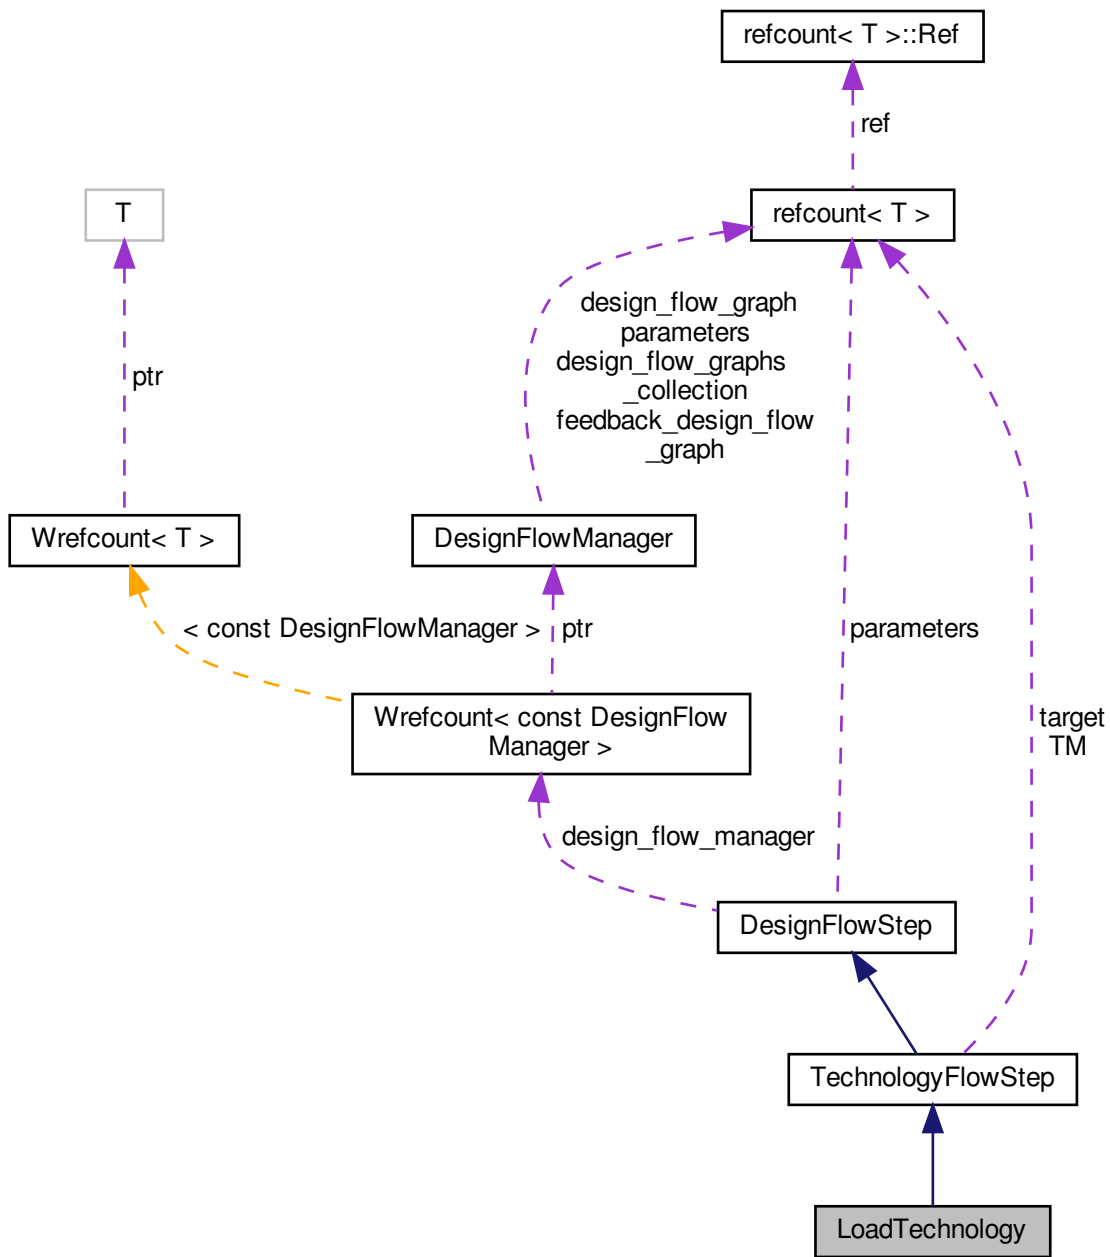 refcount< T >::Ref
ref
T
refcount< T >
design_flow_graph
parameters
design_flow_graphs
_collection
feedback_design_flow
_graph
ptr
Wrefcount< T >
DesignFlowManager
< const DesignFlowManager >
ptr
parameters
Wrefcount< const DesignFlow
Manager >
target
TM
design_flow_manager
DesignFlowStep
TechnologyFlowStep
LoadTechnology